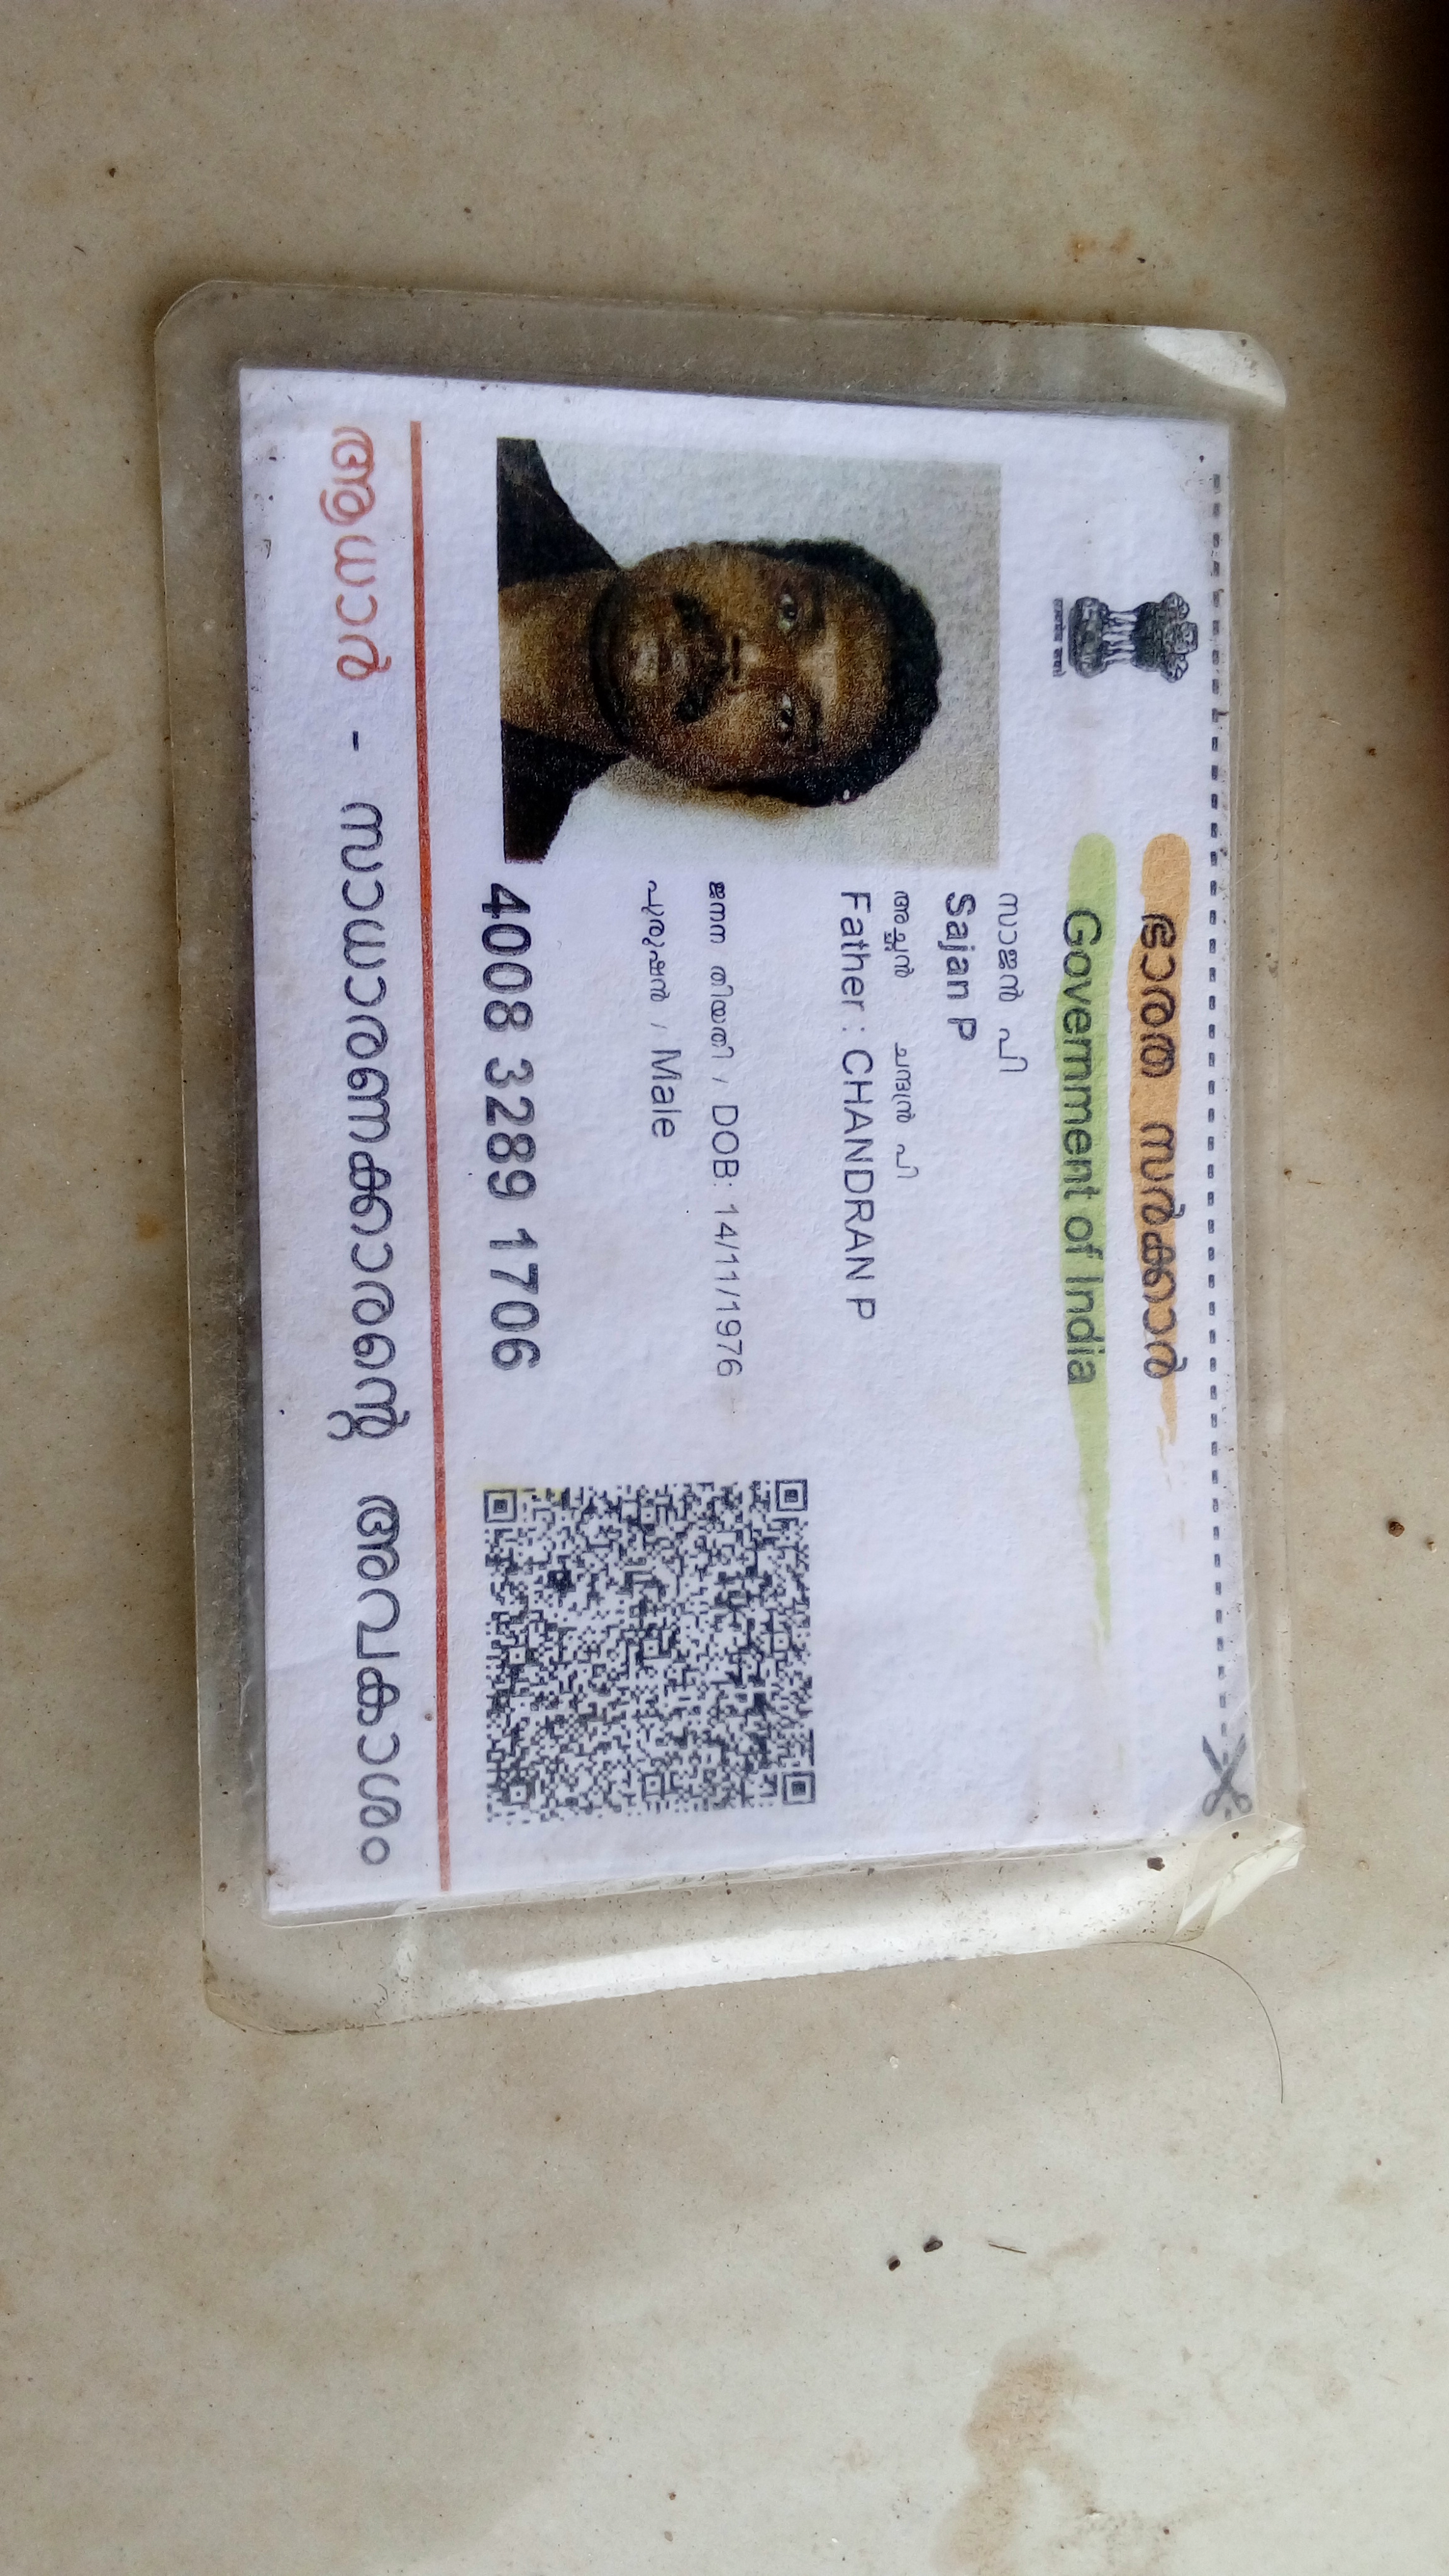 ഭാരത സർക്കാർ
Government of India
സാജൻ പി
Sajan P
അച്ഛൻ ചന്ദ്രൻ പി
Father : CHANDRAN P
ജനന തിയതി / DOB: 14/11/1976
പുരുഷൻ / Male
4008 3289 1706
ആധാർ - സാധാരണക്കാരന്റെ അവകാശം